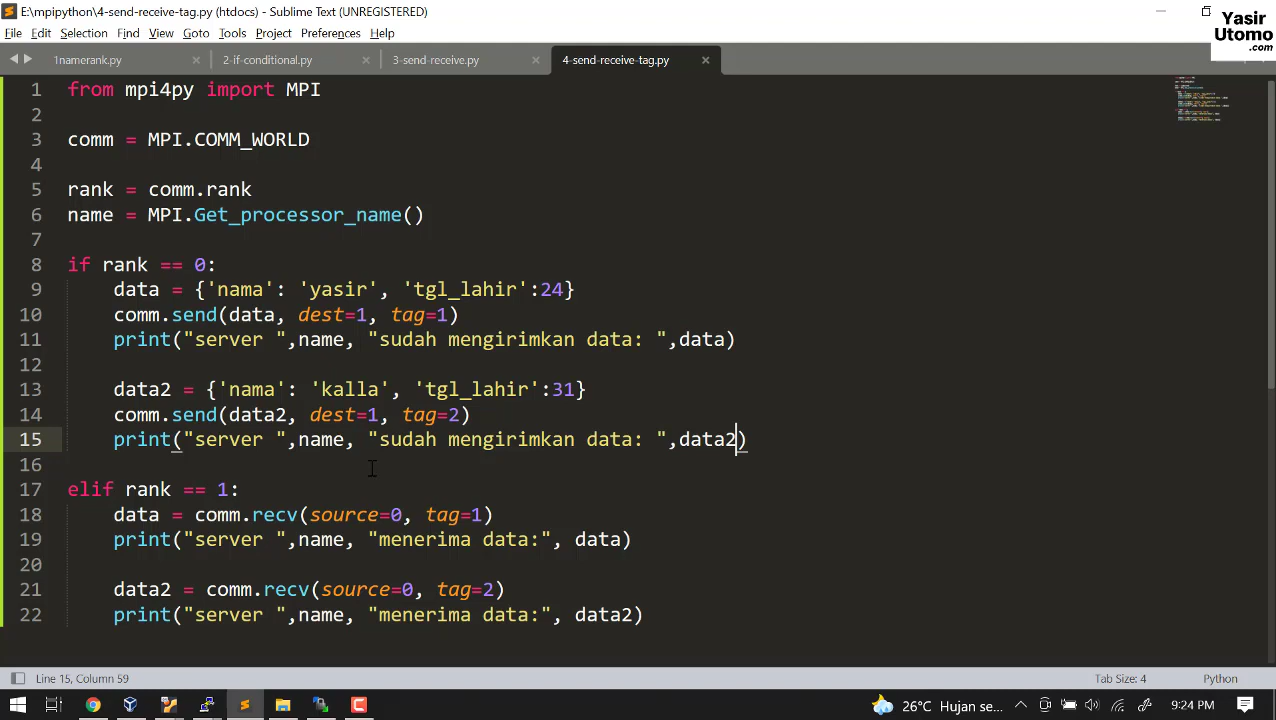 E:\mpipython\4-send-receive-tag.py (htdocs) - Sublime Text (UNREGISTERED)
Yasir
Utomo
.com
File Edit Selection Find View Goto Tools Project Preferences Help
1namerank.py 2-if-conditional.py 3-send-receive.py 4-send-receive-tag.py
1 from mpi4py import MPI
2
3 comm = MPI.COMM_WORLD
4
5 rank = comm.rank
6 name = MPI.Get_processor_name()
7
8 if rank == 0:
9 data = {'nama': 'yasir', 'tgl_lahir':24}
10 comm.send(data, dest=1, tag=1)
11 print("server ",name, "sudah mengirimkan data: ",data)
12
13 data2 = {'nama': 'kalla', 'tgl_lahir':31}
14 comm.send(data2, dest=1, tag=2)
15 print("server ",name, "sudah mengirimkan data: ",data2)
16
17 elif rank == 1:
18 data = comm.recv(source=0, tag=1)
19 print("server ",name, "menerima data:", data)
20
21 data2 = comm.recv(source=0, tag=2)
22 print("server ",name, "menerima data:", data2)
Line 15, Column 59 Tab Size: 4 Python
26°C Hujan se... 9:24 PM